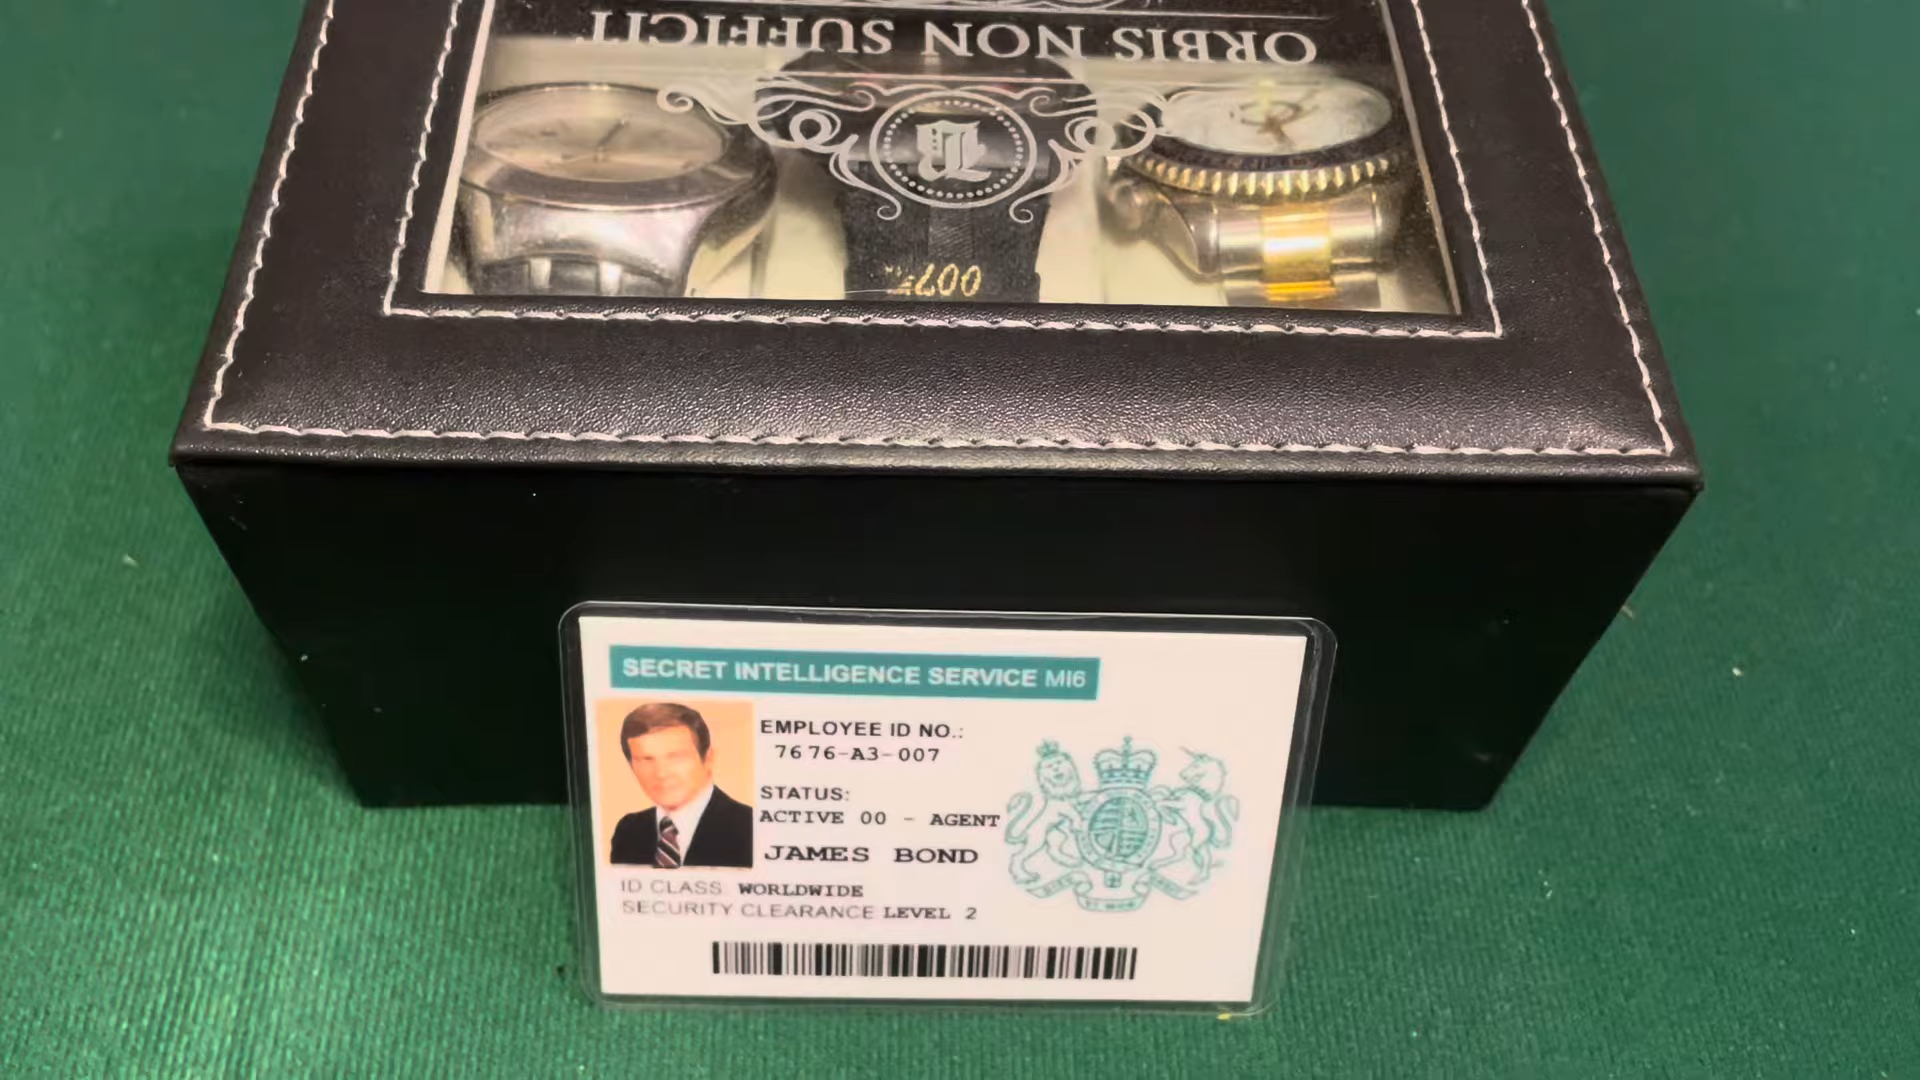 ORBIS NON SUFFICIT
B
007
SECRET INTELLIGENCE SERVICE MI6
EMPLOYEE ID NO.:
7676-A3-007
STATUS:
ACTIVE 00 - AGENT
JAMES BOND
ID CLASS WORLDWIDE
SECURITY CLEARANCE LEVEL 2